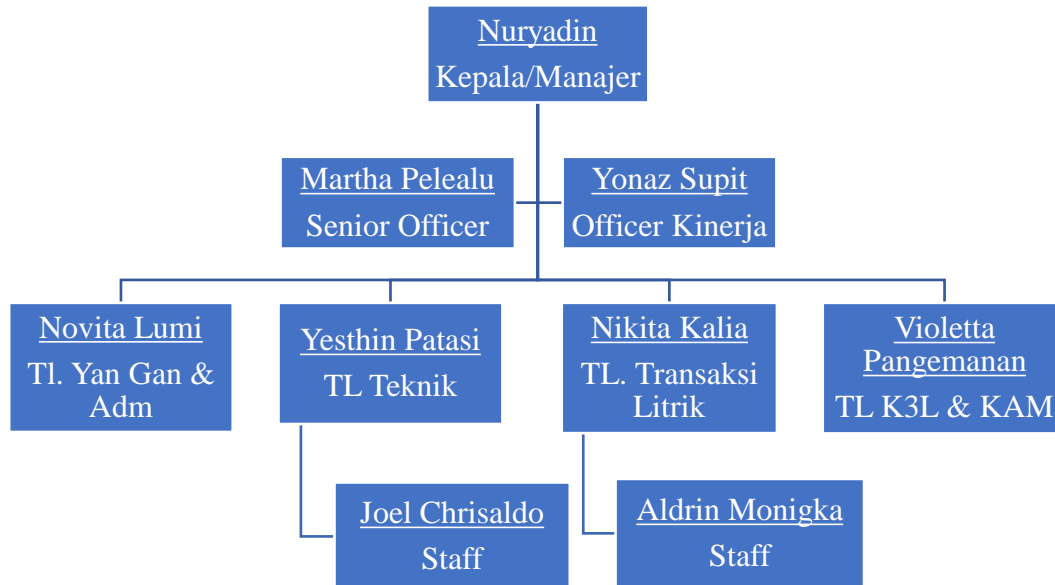 Nuryadin
Kepala/Manajer
Martha Pelealu
Senior Officer
Yonaz Supit
Officer Kinerja
Novita Lumi
Tl. Yan Gan &
Adm
Yesthin Patasi
TL Teknik
Nikita Kalia
TL. Transaksi
Litrik
Violetta
Pangemanan
TL K3L & KAM
Joel Chrisaldo
Staff
Aldrin Monigka
Staff